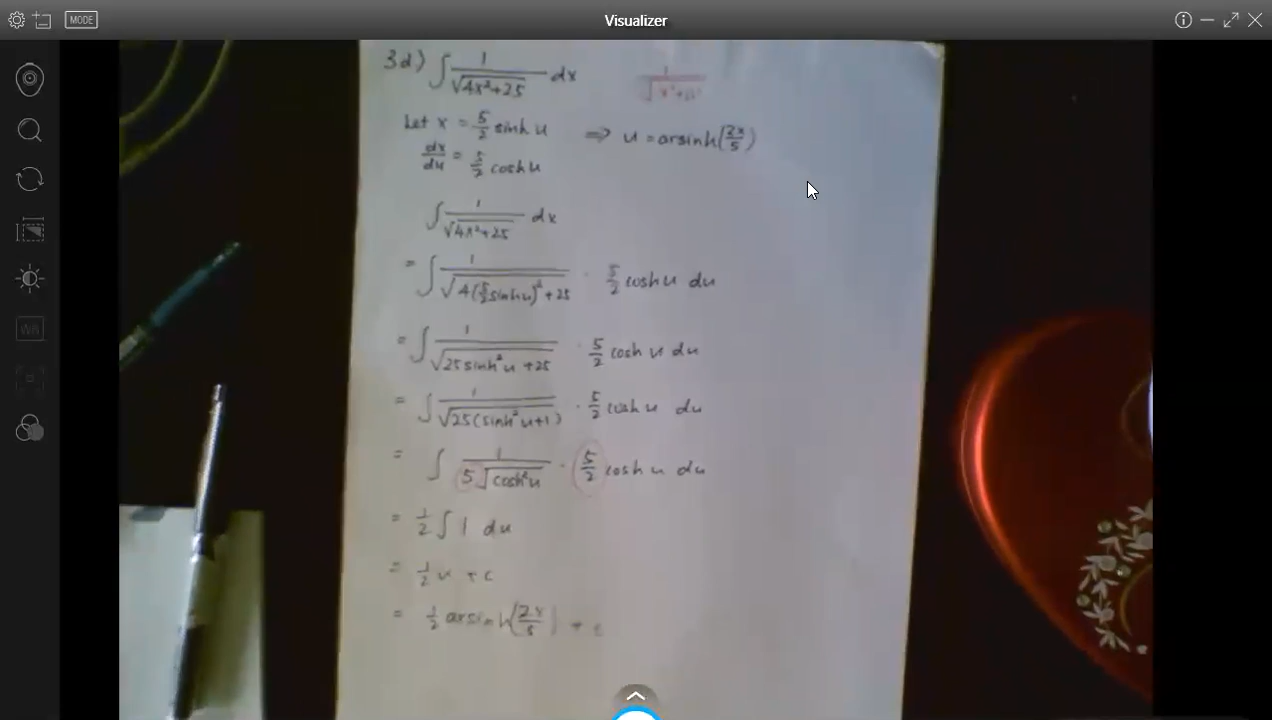 MODE
Visualizer
3d) ∫ 1/√(4x²+25) dx
Let x = 5/2 sinh u ⇒ u = arsinh(2x/5)
dx/du = 5/2 cosh u
∫ 1/√(4x²+25) dx
= ∫ 1/√(4(5/2 sinh u)²+25) · 5/2 cosh u du
= ∫ 1/√(25 sinh² u +25) · 5/2 cosh u du
= ∫ 1/√(25(sinh² u+1)) · 5/2 cosh u du
= ∫ 1/(5√(cosh² u)) · 5/2 cosh u du
= 1/2 ∫ 1 du
= 1/2 u + c
= 1/2 arsinh(2x/5) + c